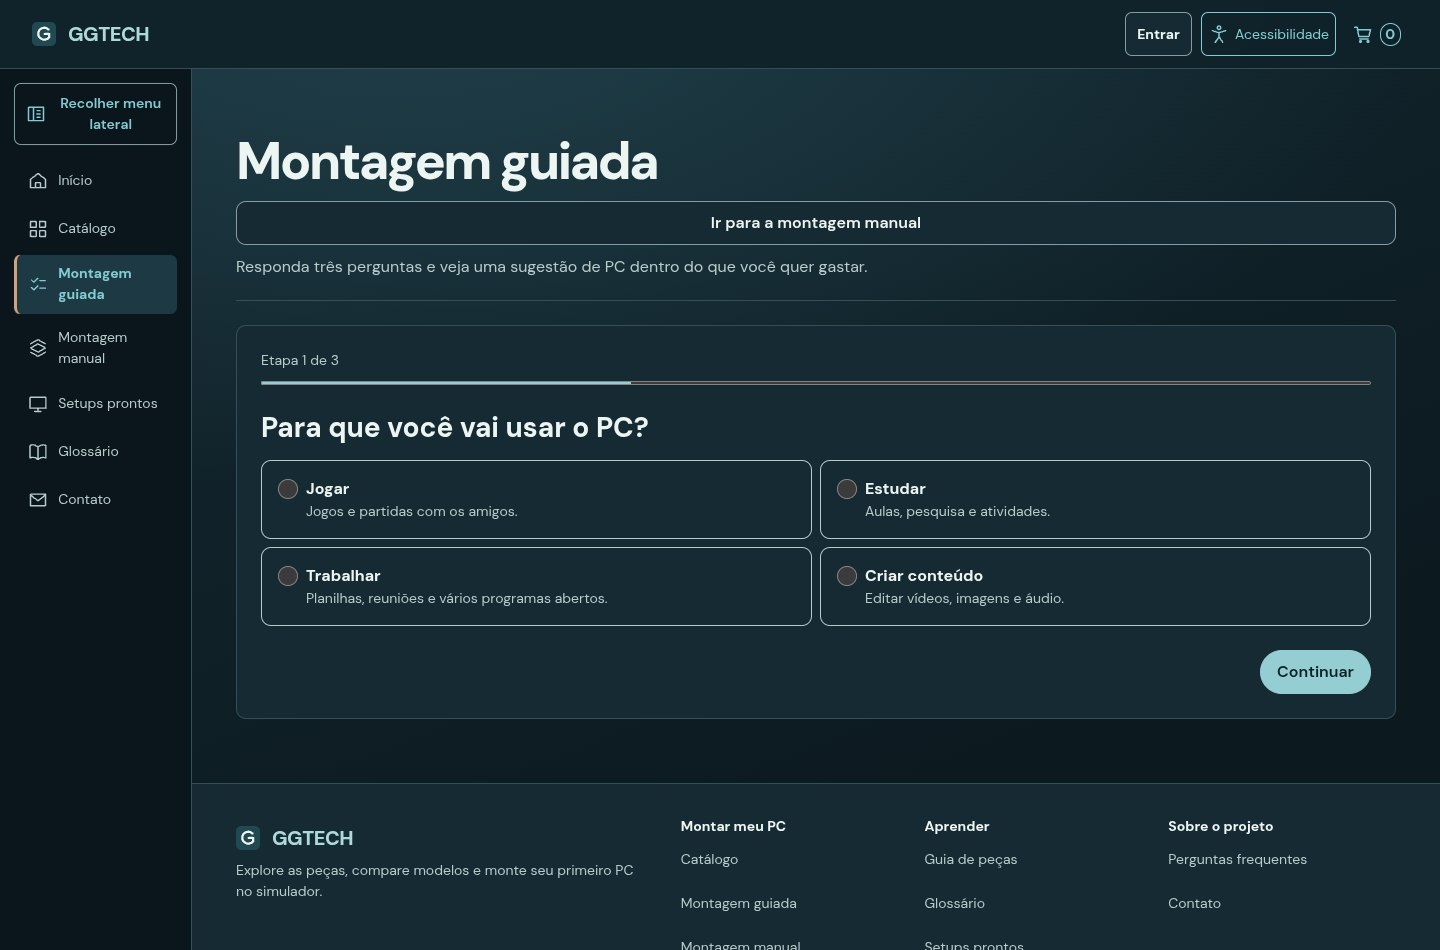 G GGTECH
Entrar
Acessibilidade
0
Recolher menu
lateral
Início
Catálogo
Montagem
guiada
Montagem
manual
Setups prontos
Glossário
Contato
Montagem guiada
Ir para a montagem manual
Responda três perguntas e veja uma sugestão de PC dentro do que você quer gastar.
Etapa 1 de 3
Para que você vai usar o PC?
Jogar
Jogos e partidas com os amigos.
Estudar
Aulas, pesquisa e atividades.
Trabalhar
Planilhas, reuniões e vários programas abertos.
Criar conteúdo
Editar vídeos, imagens e áudio.
Continuar
G GGTECH
Explore as peças, compare modelos e monte seu primeiro PC
no simulador.
Montar meu PC
Catálogo
Montagem guiada
Montagem manual
Aprender
Guia de peças
Glossário
Setups prontos
Sobre o projeto
Perguntas frequentes
Contato